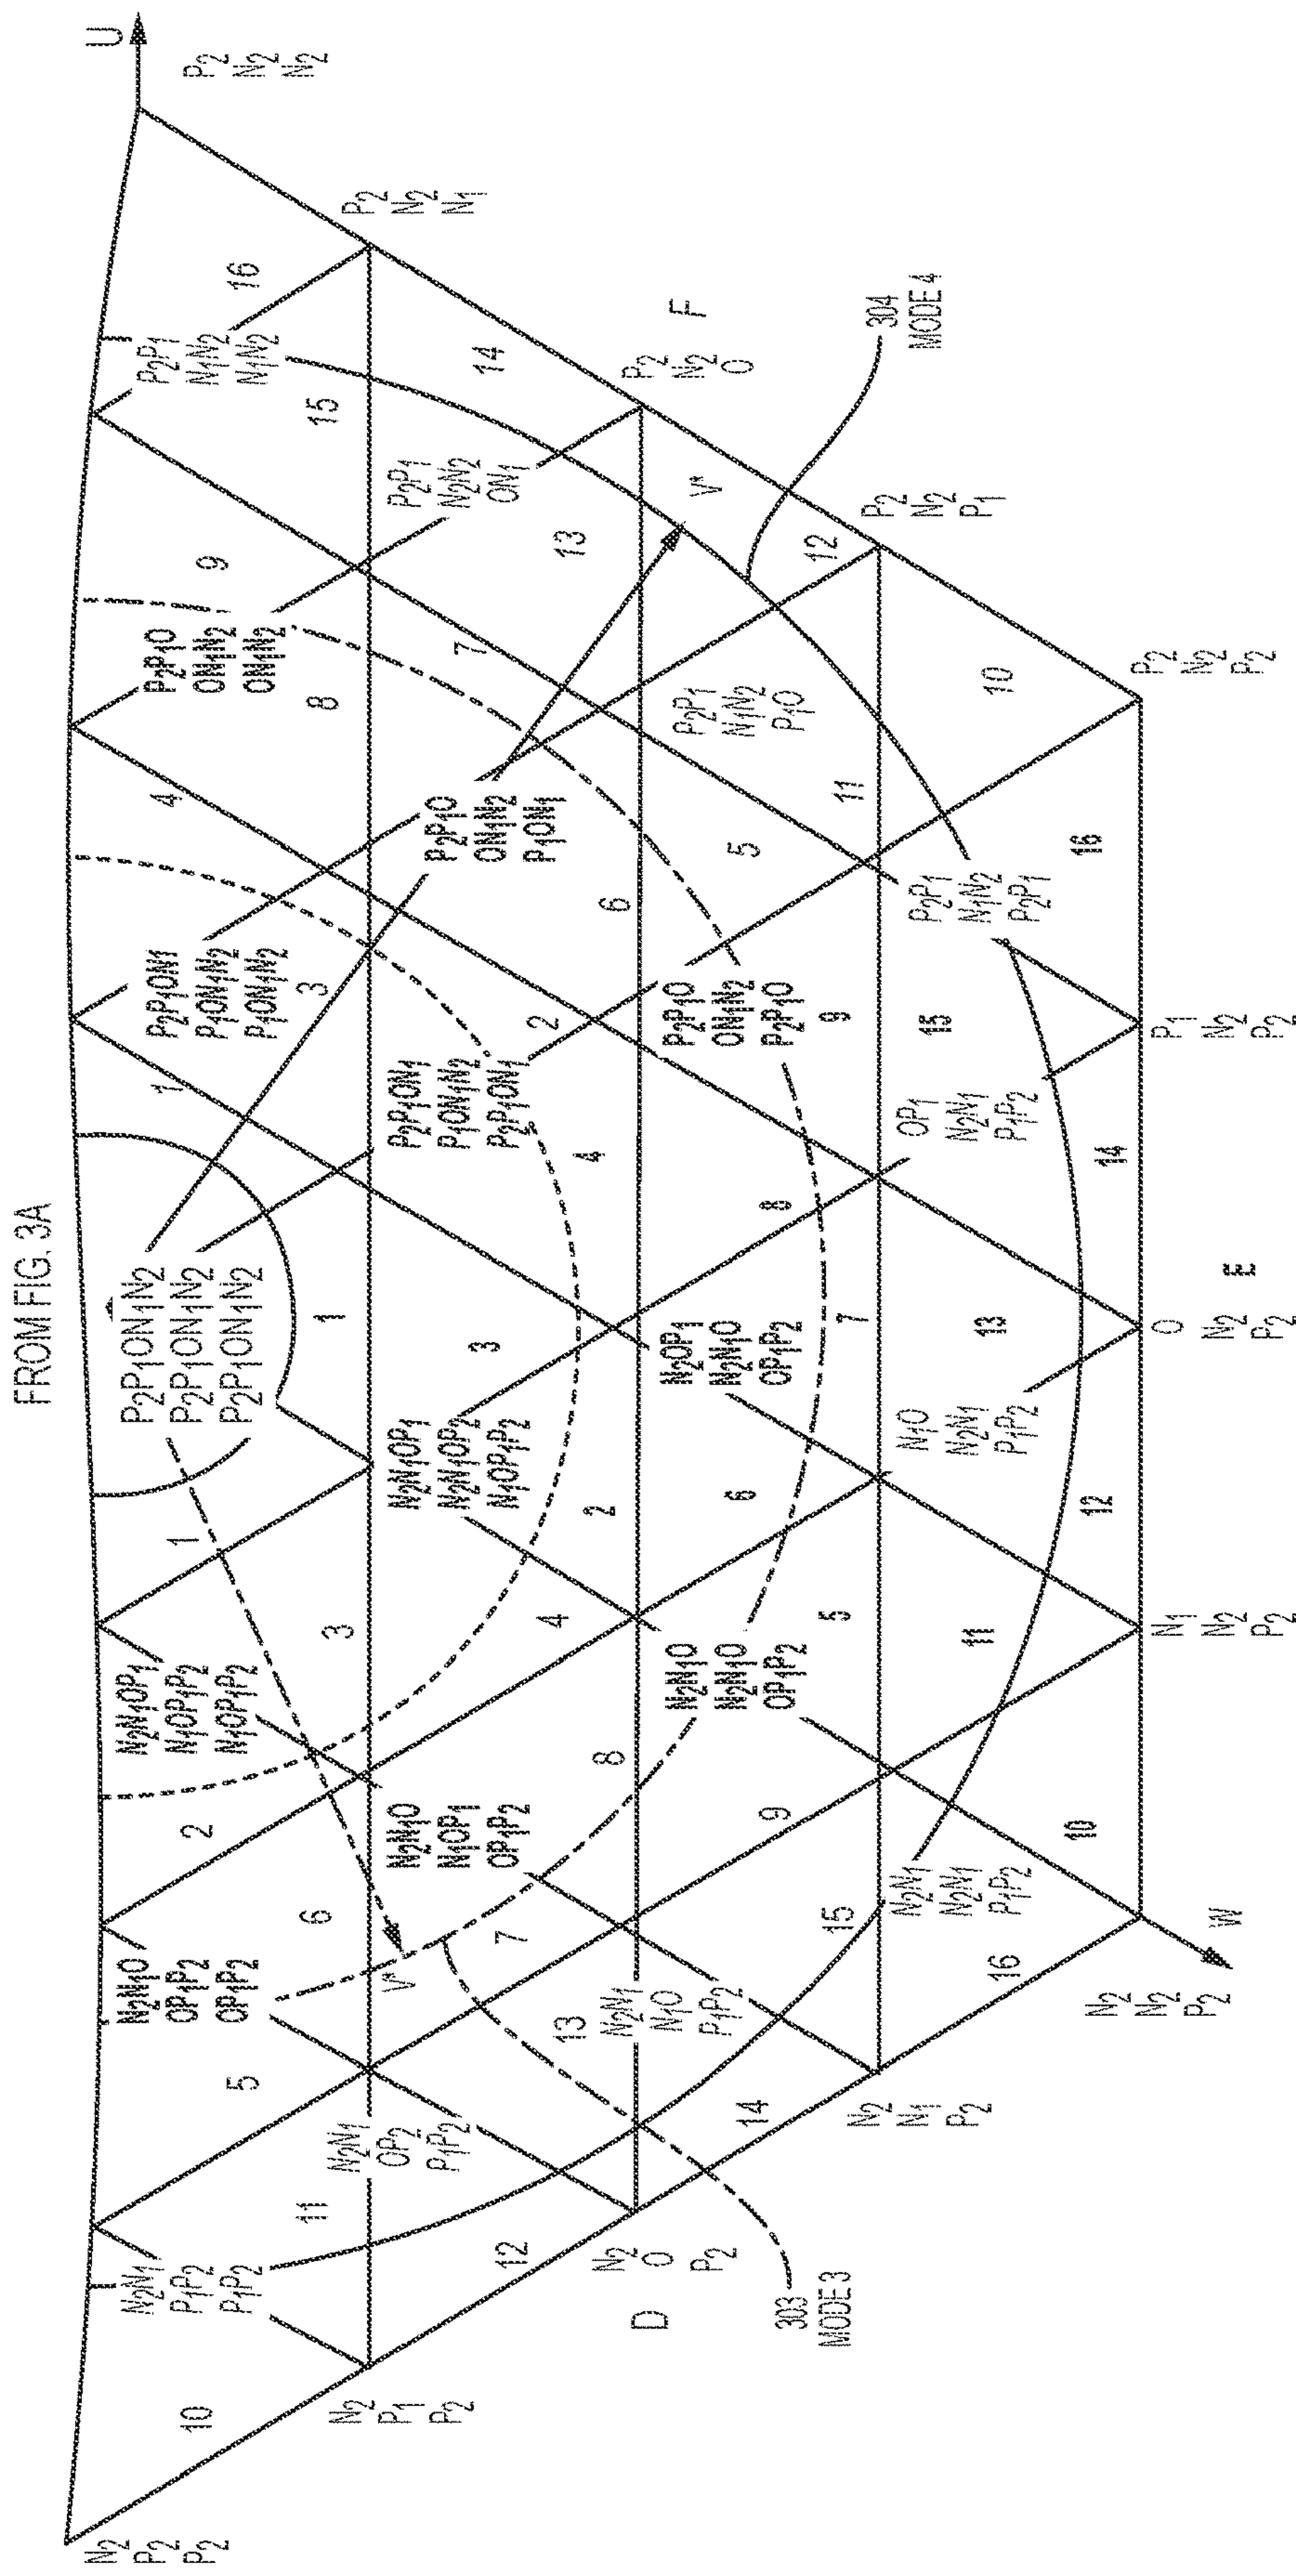 FROM FIG. 3A
U
P2
N2
N2
P2
N2
N1
16
P2P1
N1N2
N1N2
15
14
F
P2
N2
O
304
MODE 4
9
P2P1
N2N2
ON1
13
V*
12
P2
N2
P1
P2P1O
ON1N2
ON1N2
8
7
P2P1
N1N2
P1O
10
P2
N2
P2
4
P2P1O
ON1N2
P1ON1
6
5
11
P2P1
N1N2
P2P1
16
P2P1ON1
P1ON1N2
P1ON1N2
3
2
P2P1O
ON1N2
P2P1O
9
15
P1
N2
P2
1
P2P1ON1
P1ON1N2
P2P1ON1
4
8
OP1
N2N1
P1P2
14
P2P1ON1N2
P2P1ON1N2
P2P1ON1N2
1
3
N2OP1
N2N1O
OP1P2
7
13
O
N2
P2
E
N2N1OP1
N2N1OP2
N1OP1P2
2
6
N1O
N2N1
P1P2
12
1
3
4
N2N1O
N2N1O
OP1P2
5
11
N1
N2
P2
N2N1OP1
N1OP1P2
N1OP1P2
2
N2N1O
N1OP1
OP1P2
8
9
N2N1
N2N1
P1P2
10
W
N2N1O
OP1P2
OP1P2
6
V*
7
13
N2N1
N1O
P1P2
15
16
N2
N2
P2
5
N2N1
OP2
P1P2
14
N2
N1
P2
N2N1
P1P2
P1P2
11
12
N2
O
P2
D
303
MODE 3
10
N2
P1
P2
N2
P2
P2